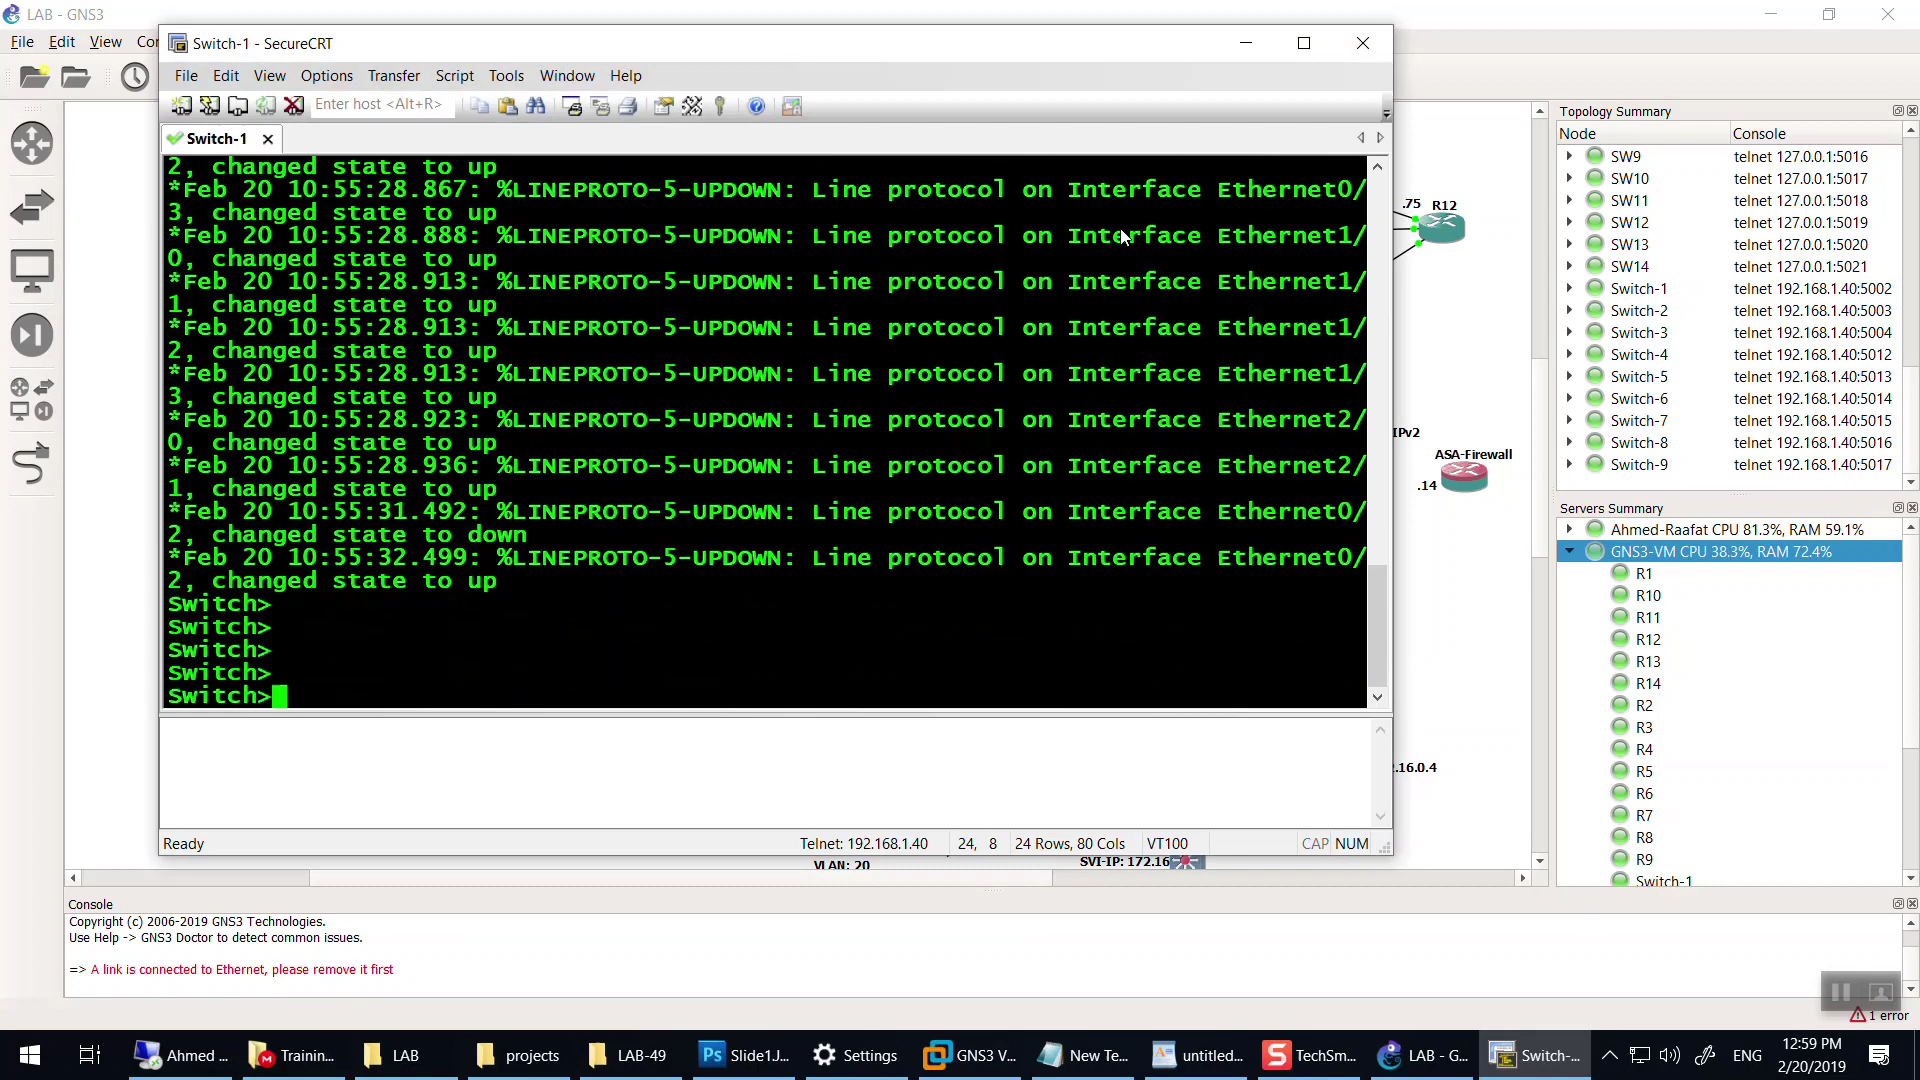 LAB - GNS3
File Edit View Con
Switch-1 - SecureCRT
File Edit View Options Transfer Script Tools Window Help
Enter host <Alt+R>
Switch-1
2, changed state to up
*Feb 20 10:55:28.867: %LINEPROTO-5-UPDOWN: Line protocol on Interface Ethernet0/
3, changed state to up
*Feb 20 10:55:28.888: %LINEPROTO-5-UPDOWN: Line protocol on Interface Ethernet1/
0, changed state to up
*Feb 20 10:55:28.913: %LINEPROTO-5-UPDOWN: Line protocol on Interface Ethernet1/
1, changed state to up
*Feb 20 10:55:28.913: %LINEPROTO-5-UPDOWN: Line protocol on Interface Ethernet1/
2, changed state to up
*Feb 20 10:55:28.913: %LINEPROTO-5-UPDOWN: Line protocol on Interface Ethernet1/
3, changed state to up
*Feb 20 10:55:28.923: %LINEPROTO-5-UPDOWN: Line protocol on Interface Ethernet2/
0, changed state to up
*Feb 20 10:55:28.936: %LINEPROTO-5-UPDOWN: Line protocol on Interface Ethernet2/
1, changed state to up
*Feb 20 10:55:31.492: %LINEPROTO-5-UPDOWN: Line protocol on Interface Ethernet0/
2, changed state to down
*Feb 20 10:55:32.499: %LINEPROTO-5-UPDOWN: Line protocol on Interface Ethernet0/
2, changed state to up
Switch>
Switch>
Switch>
Switch>
Switch>
Ready Telnet: 192.168.1.40 24, 8 24 Rows, 80 Cols VT100 CAP NUM
.75 R12
IPv2
ASA-Firewall
.14
.16.0.4
VLAN: 20
SVI-IP: 172.16
Topology Summary
Node Console
SW9 telnet 127.0.0.1:5016
SW10 telnet 127.0.0.1:5017
SW11 telnet 127.0.0.1:5018
SW12 telnet 127.0.0.1:5019
SW13 telnet 127.0.0.1:5020
SW14 telnet 127.0.0.1:5021
Switch-1 telnet 192.168.1.40:5002
Switch-2 telnet 192.168.1.40:5003
Switch-3 telnet 192.168.1.40:5004
Switch-4 telnet 192.168.1.40:5012
Switch-5 telnet 192.168.1.40:5013
Switch-6 telnet 192.168.1.40:5014
Switch-7 telnet 192.168.1.40:5015
Switch-8 telnet 192.168.1.40:5016
Switch-9 telnet 192.168.1.40:5017
Servers Summary
Ahmed-Raafat CPU 81.3%, RAM 59.1%
GNS3-VM CPU 38.3%, RAM 72.4%
R1
R10
R11
R12
R13
R14
R2
R3
R4
R5
R6
R7
R8
R9
Switch-1
Console
Copyright (c) 2006-2019 GNS3 Technologies.
Use Help -> GNS3 Doctor to detect common issues.
=> A link is connected to Ethernet, please remove it first
1 error
Ahmed ... Trainin... LAB projects LAB-49 Slide1.J... Settings GNS3 V... New Te... untitled... TechSm... LAB - G... Switch-... ENG
12:59 PM
2/20/2019